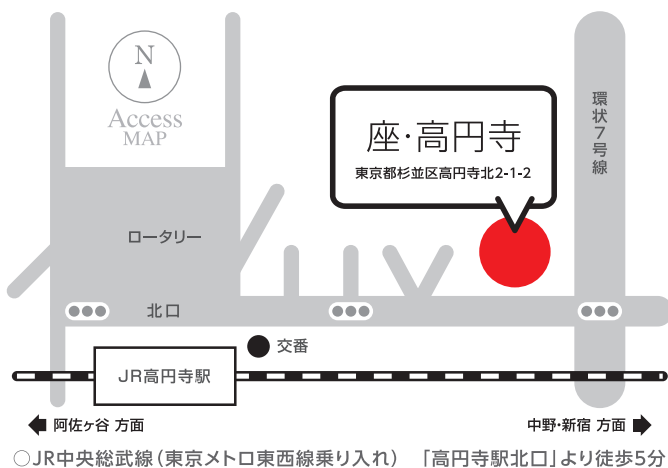 N
Access
MAP
座・高円寺
東京都杉並区高円寺北2-1-2
環状7号線
ロータリー
北口
交番
JR高円寺駅
阿佐ヶ谷 方面
中野・新宿 方面
○JR中央総武線（東京メトロ東西線乗り入れ） 「高円寺駅北口」より徒歩5分